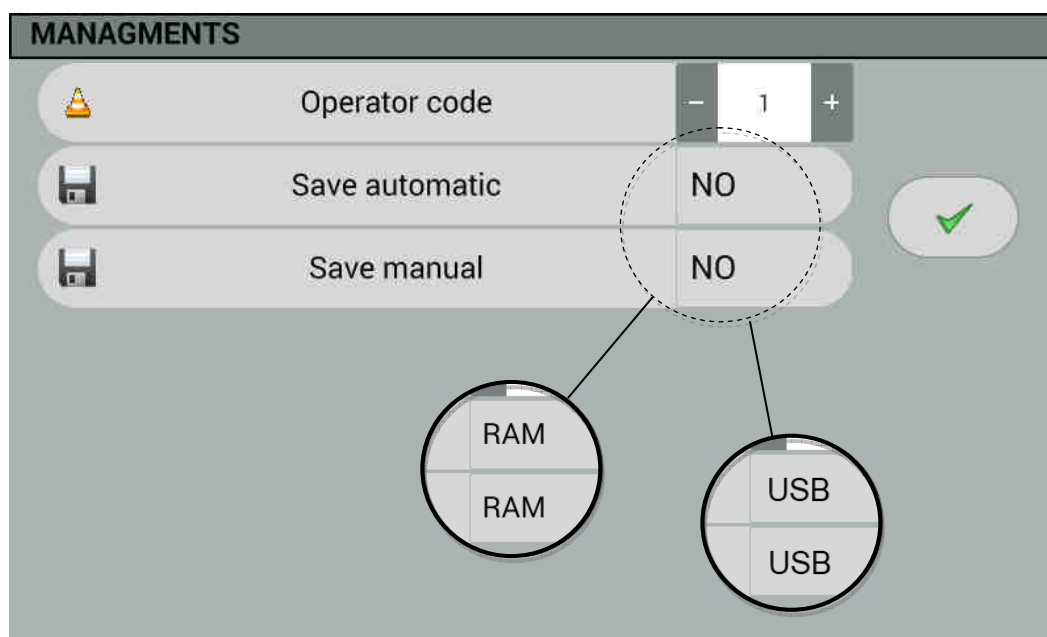 MANAGMENTS
Operator code - 1 +
Save automatic NO
Save manual NO
RAM
RAM
USB
USB